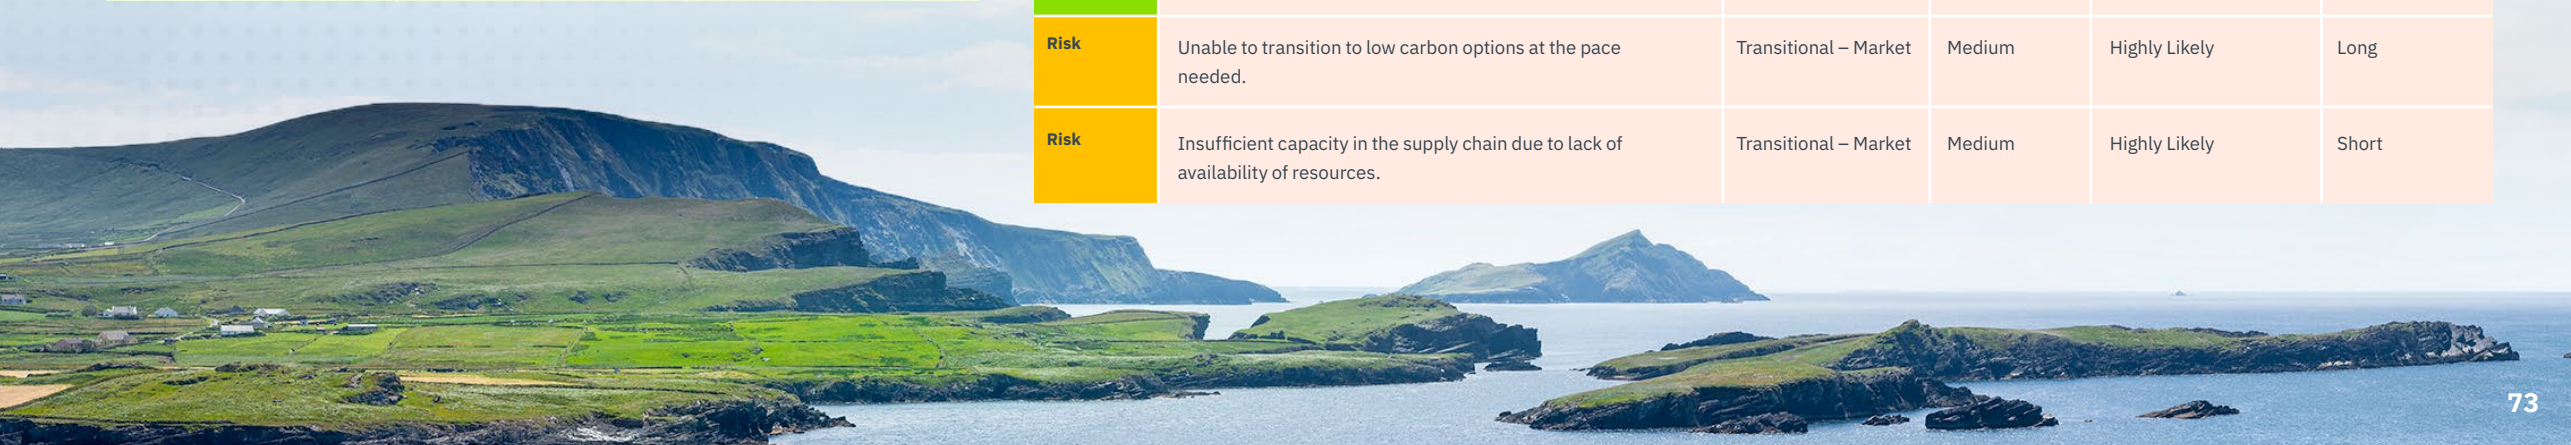 Risk
Unable to transition to low carbon options at the pace
needed.
Transitional – Market
Medium
Highly Likely
Long
Risk
Insufficient capacity in the supply chain due to lack of
availability of resources.
Transitional – Market
Medium
Highly Likely
Short
73